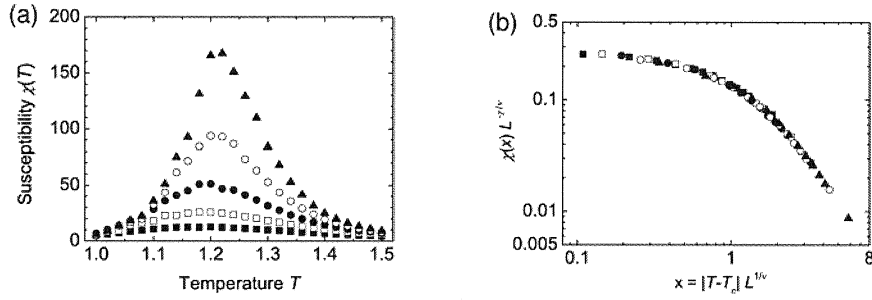 (a)
200
150
100
50
0
Susceptibility χ(T)
1.0 1.1 1.2 1.3 1.4 1.5
Temperature T
(b)
0.5
0.1
0.01
0.005
χ(x) L^-γ/ν
0.1 1 8
x = |T-T_c| L^1/ν